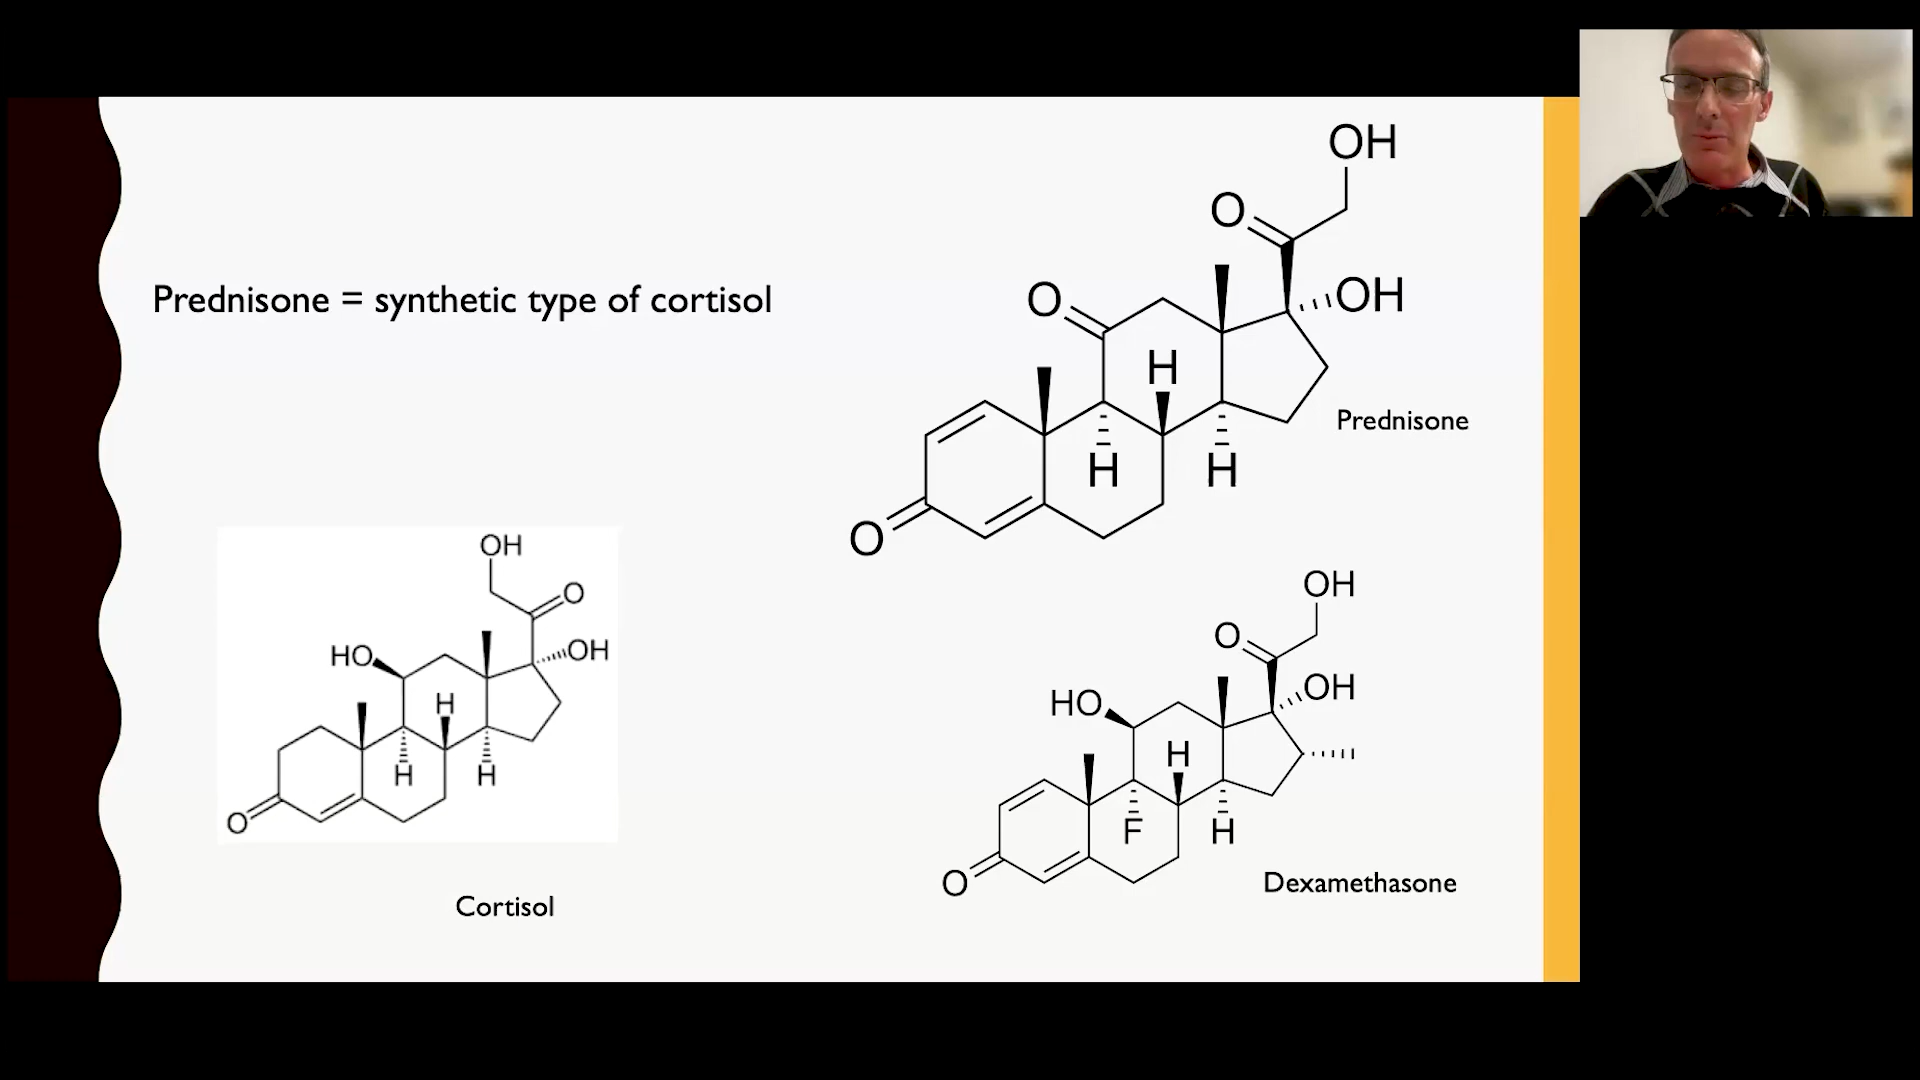 Prednisone = synthetic type of cortisol
OH
O
OH
O
H
H
H
O
Prednisone
OH
O
HO
OH
H
H
H
O
Cortisol
OH
O
HO
OH
H
F
H
O
Dexamethasone